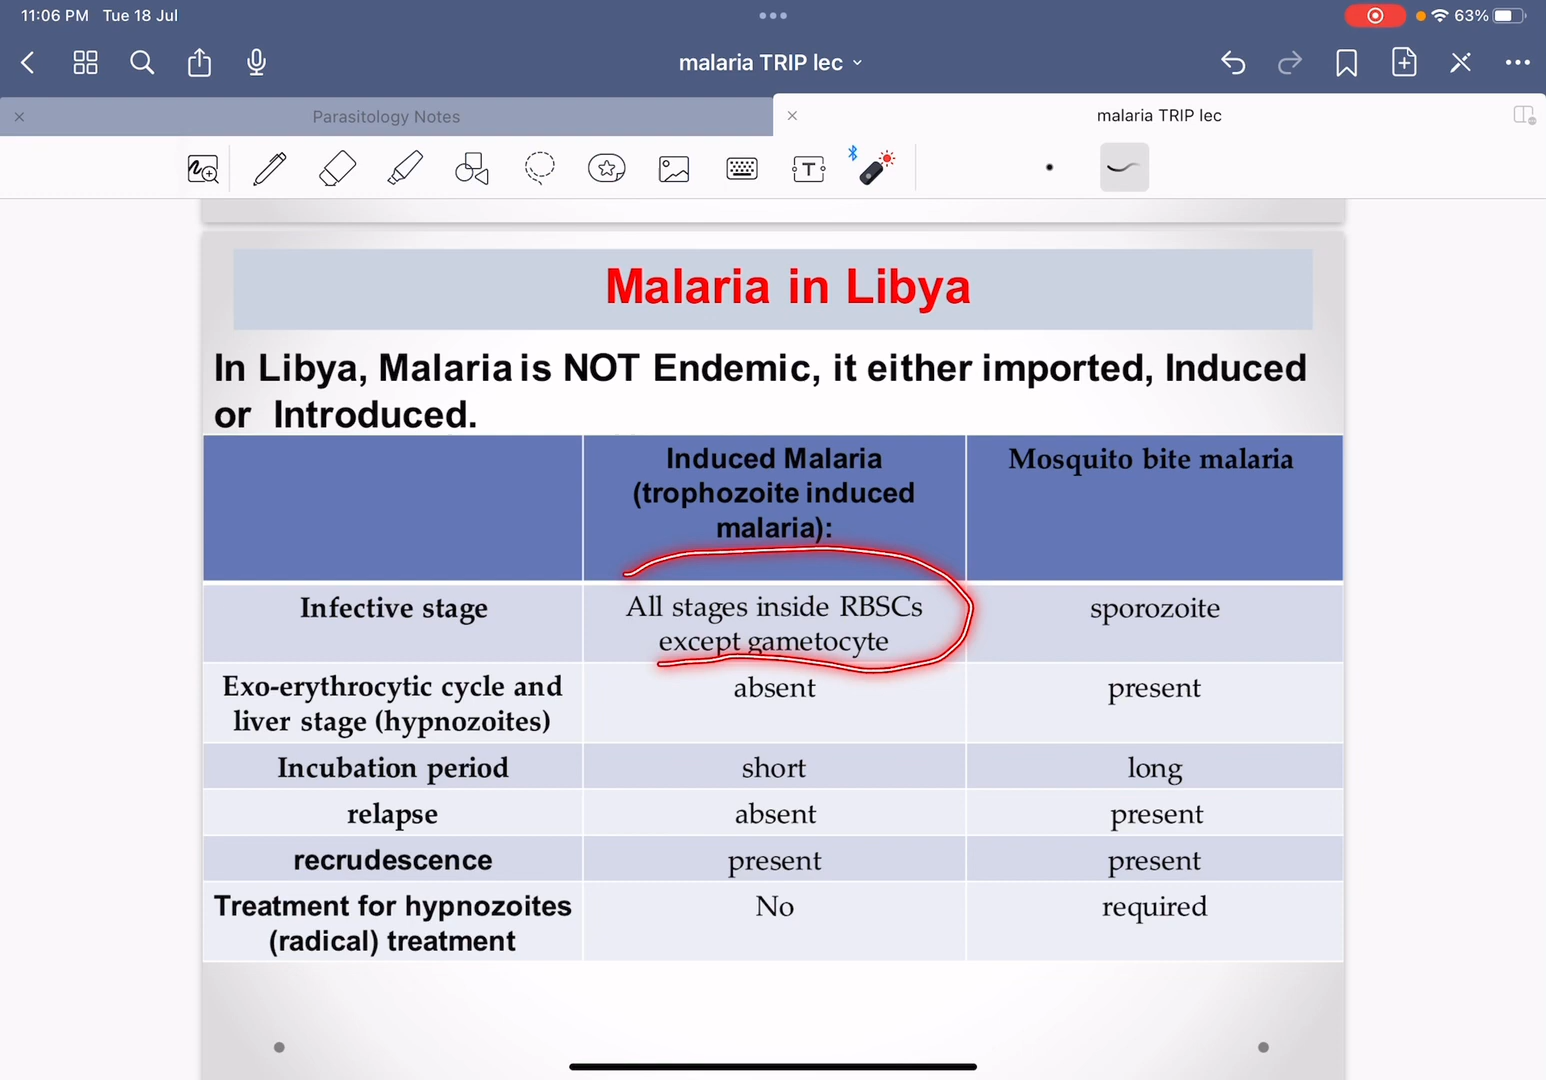 11:06 PM Tue 18 Jul
63%
malaria TRIP lec
Parasitology Notes
malaria TRIP lec
T
Malaria in Libya
In Libya, Malaria is NOT Endemic, it either imported, Induced
or Introduced.
Induced Malaria
(trophozoite induced
malaria):
Mosquito bite malaria
Infective stage
All stages inside RBSCs
except gametocyte
sporozoite
Exo-erythrocytic cycle and
liver stage (hypnozoites)
absent
present
Incubation period
short
long
relapse
absent
present
recrudescence
present
present
Treatment for hypnozoites
(radical) treatment
No
required